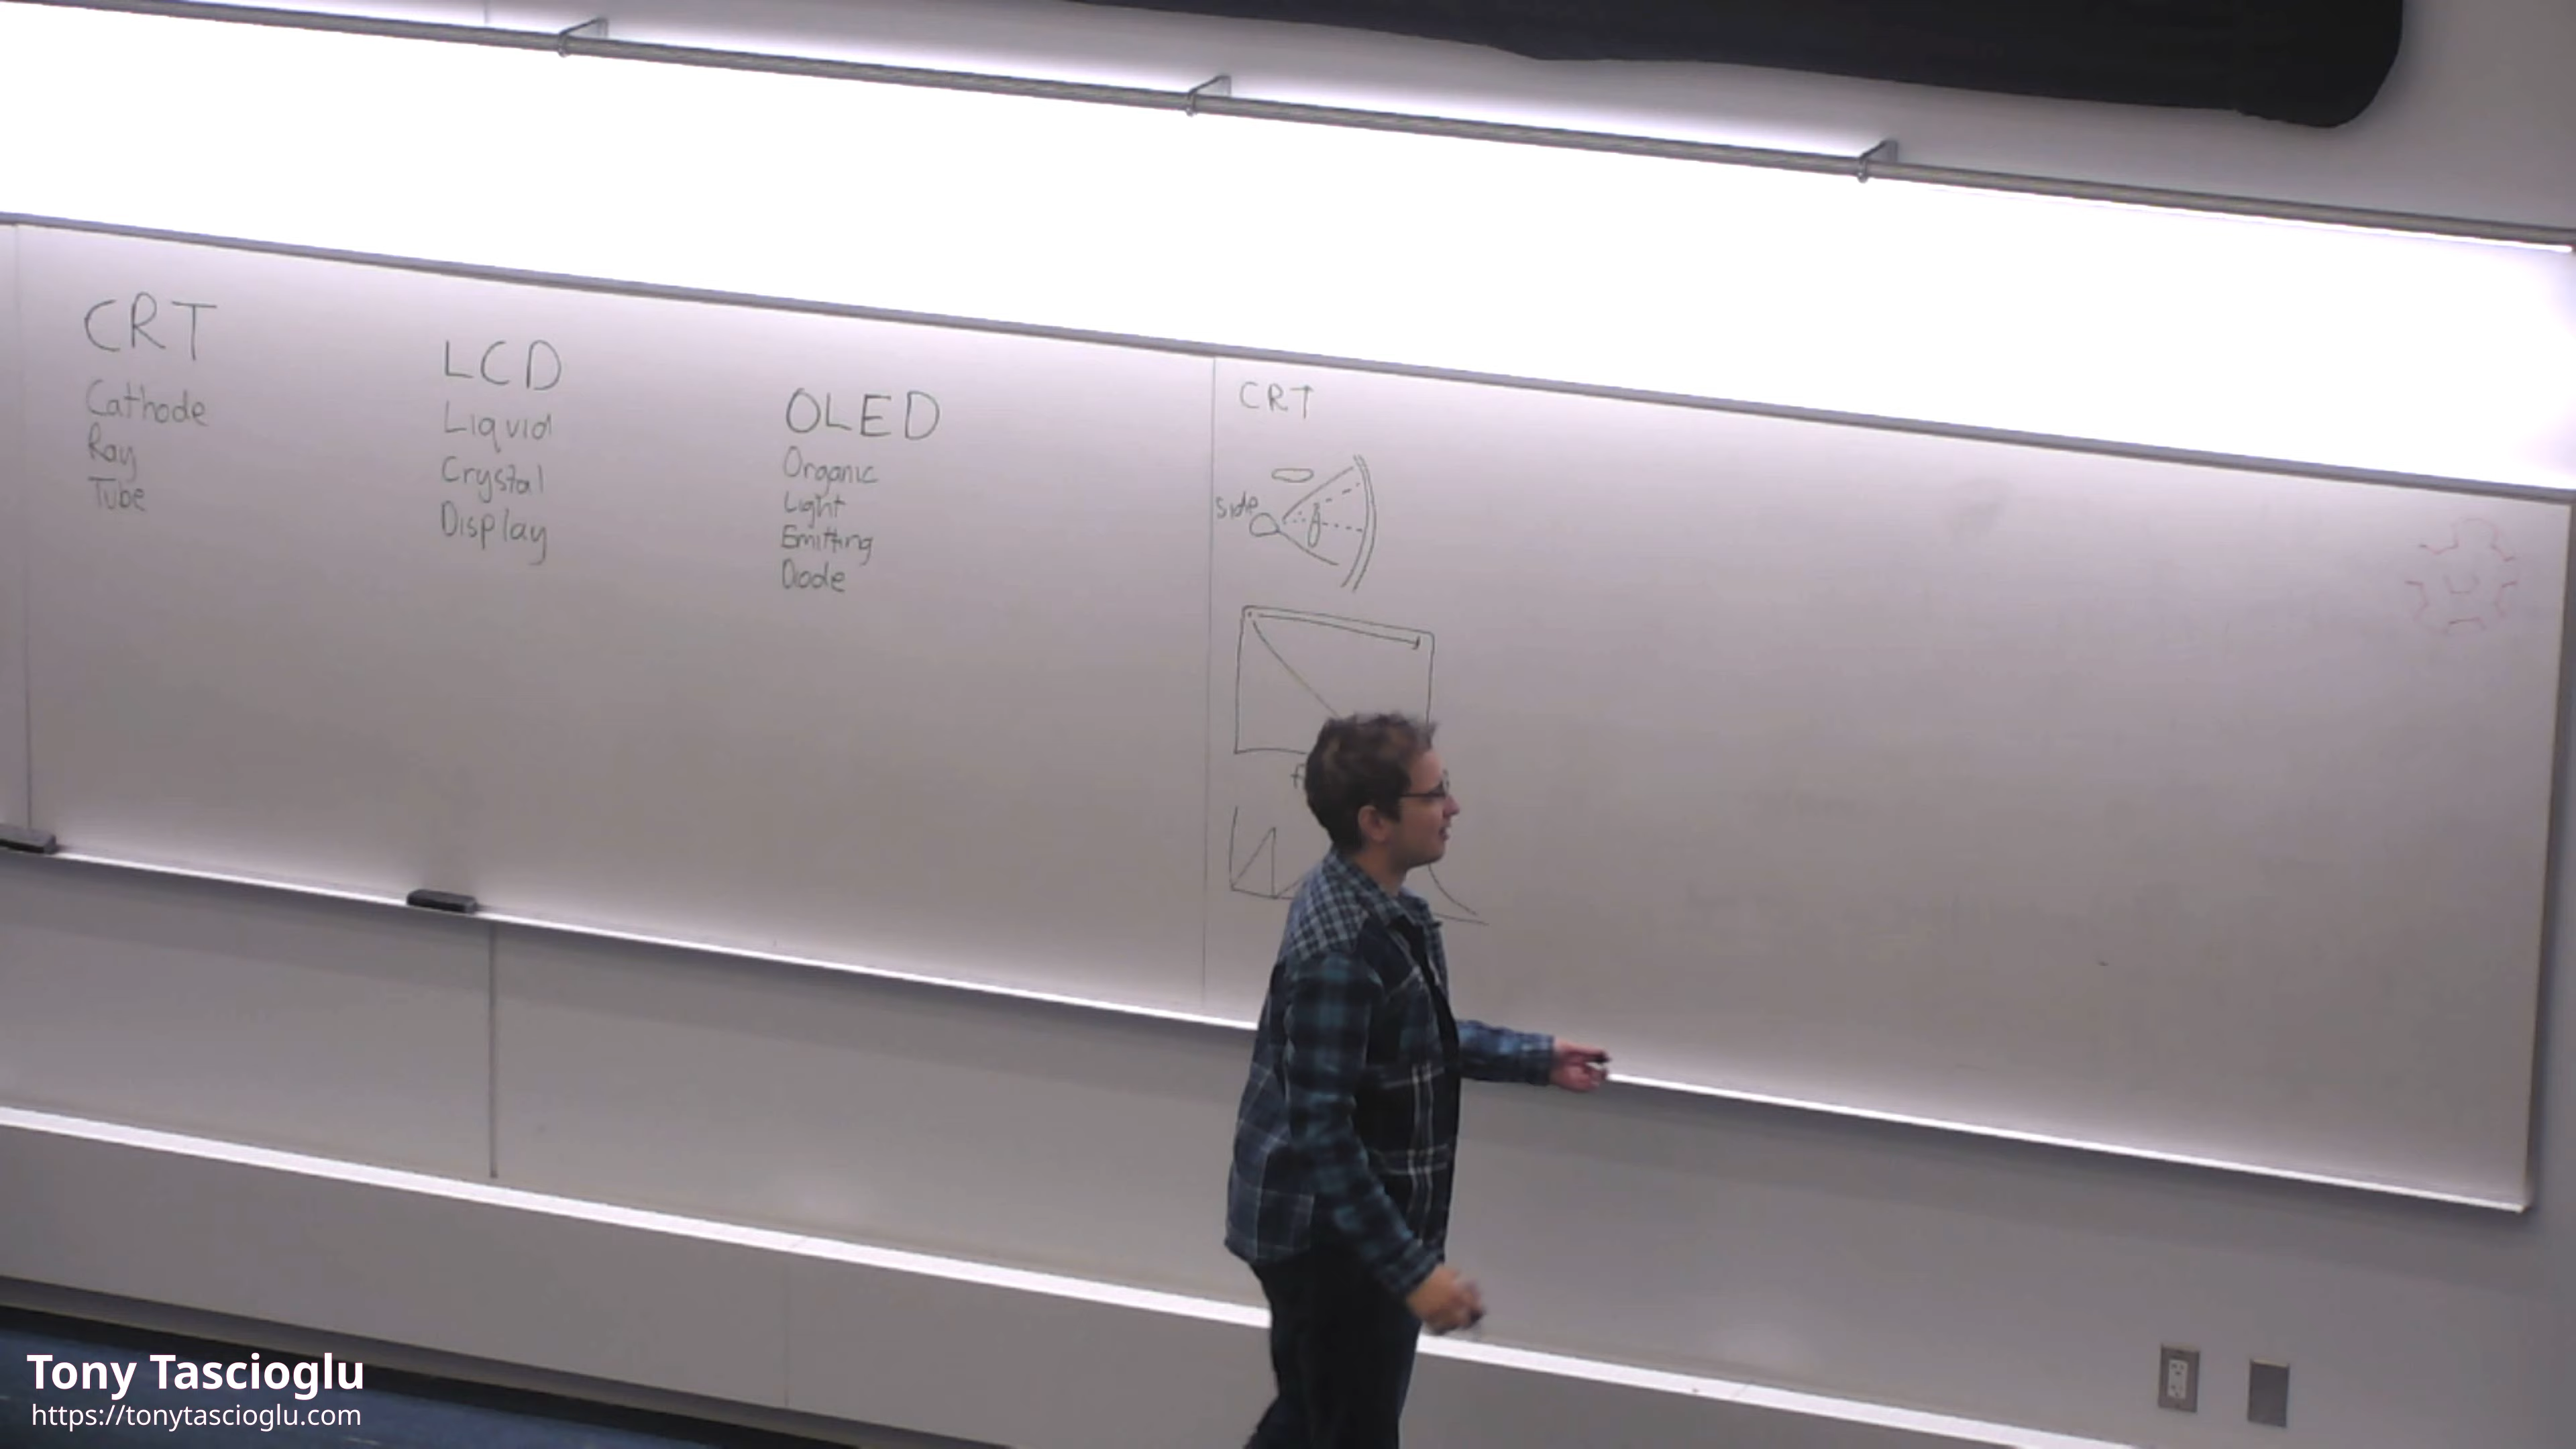 CRT
Cathode
Ray
Tube
LCD
Liquid
Crystal
Display
OLED
Organic
Light
Emitting
Diode
CRT
side
Tony Tascioglu
https://tonytascioglu.com